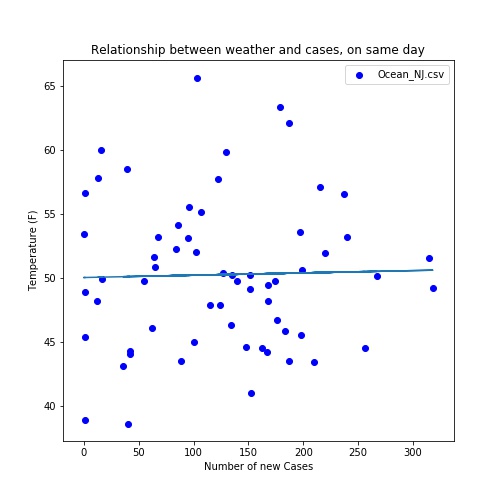 Relationship between weather and cases, on same day
Ocean_NJ.csv
65
60
55
50
45
40
Temperature (F)
0 50 100 150 200 250 300
Number of new Cases